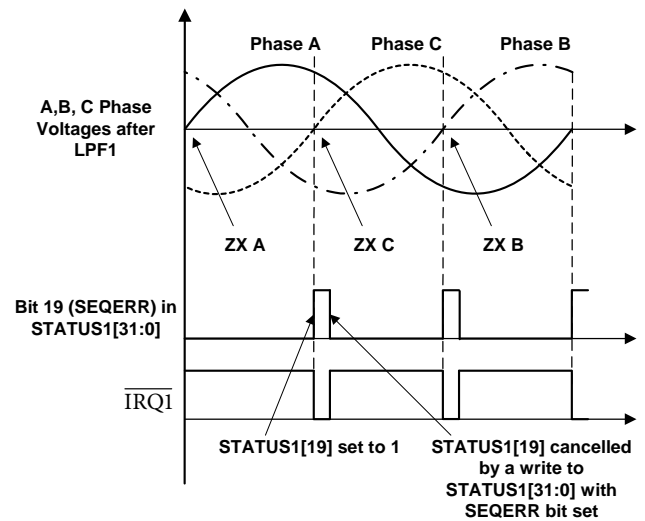 Phase A
Phase C
Phase B
A,B, C Phase
Voltages after
LPF1
ZX A
ZX C
ZX B
Bit 19 (SEQERR) in
STATUS1[31:0]
IRQ1
STATUS1[19] set to 1
STATUS1[19] cancelled
by a write to
STATUS1[31:0] with
SEQERR bit set